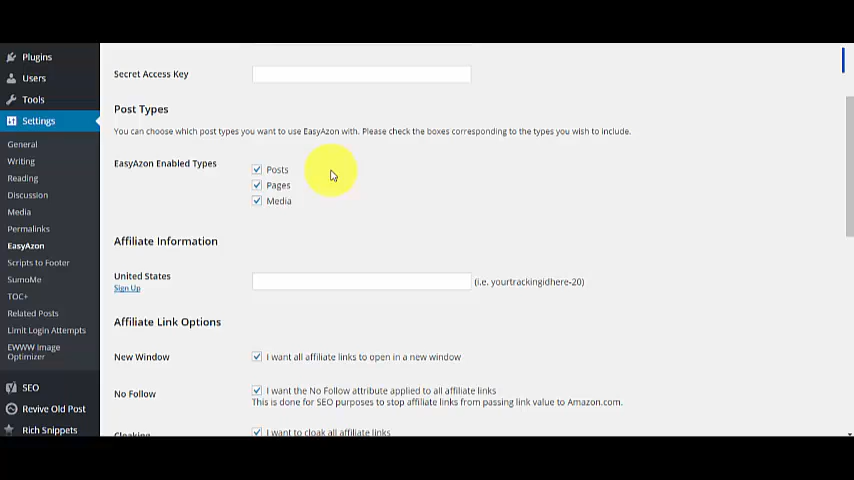 Plugins
Users
Tools
Settings
General
Writing
Reading
Discussion
Media
Permalinks
EasyAzon
Scripts to Footer
SumoMe
TOC+
Related Posts
Limit Login Attempts
EWWW Image
Optimizer
SEO
Revive Old Post
Rich Snippets
Secret Access Key
Post Types
You can choose which post types you want to use EasyAzon with. Please check the boxes corresponding to the types you wish to include.
EasyAzon Enabled Types
Posts
Pages
Media
Affiliate Information
United States
Sign Up
(i.e. yourtrackingidhere-20)
Affiliate Link Options
New Window
I want all affiliate links to open in a new window
No Follow
I want the No Follow attribute applied to all affiliate links
This is done for SEO purposes to stop affiliate links from passing link value to Amazon.com.
Cloaking
I want to cloak all affiliate links